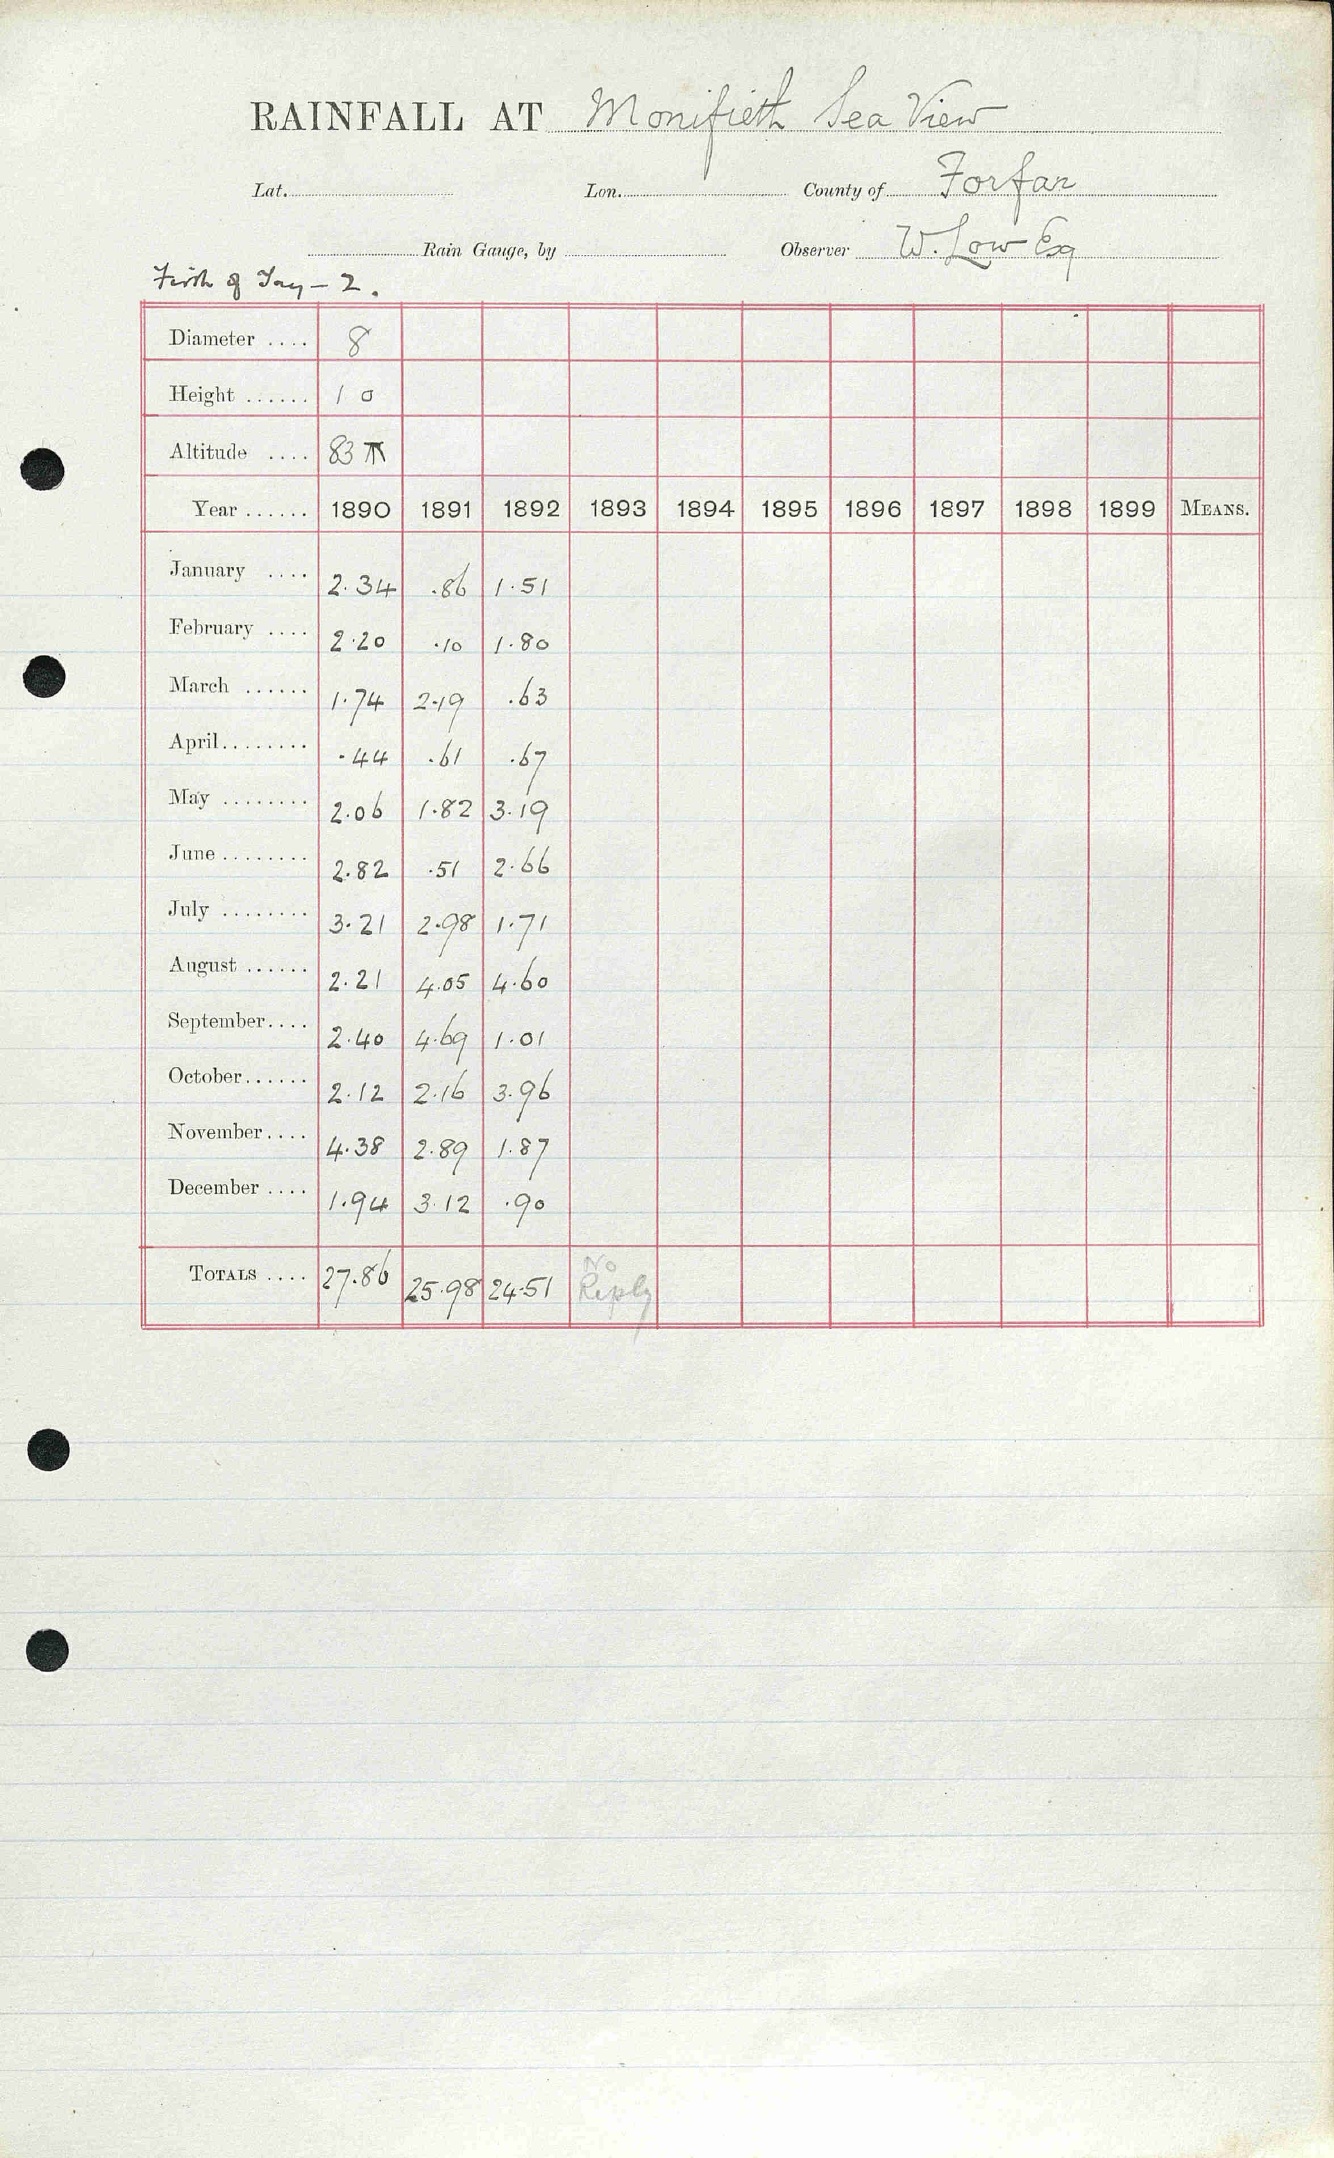 RAINFALL AT Monifieth Sea View
Lat. Lon. County of Forfar
Rain Gauge, by Observer W. Low Esq
Firth of Tay - 2.
Diameter .... 8
Height ...... 1 0
Altitude .... 83
Year ...... 1890 1891 1892 1893 1894 1895 1896 1897 1898 1899 MEANS.
January .... 2.34 .86 1.51
February .... 2.20 .10 1.80
March ...... 1.74 2.19 .63
April........ .44 .61 .67
May ........ 2.06 1.82 3.19
June ........ 2.82 .51 2.66
July ........ 3.21 2.98 1.71
August ...... 2.21 4.05 4.60
September.... 2.40 4.69 1.01
October...... 2.12 2.16 3.96
November.... 4.38 2.89 1.87
December .... 1.94 3.12 .90
TOTALS .... 27.86 25.98 24.51 No Reply